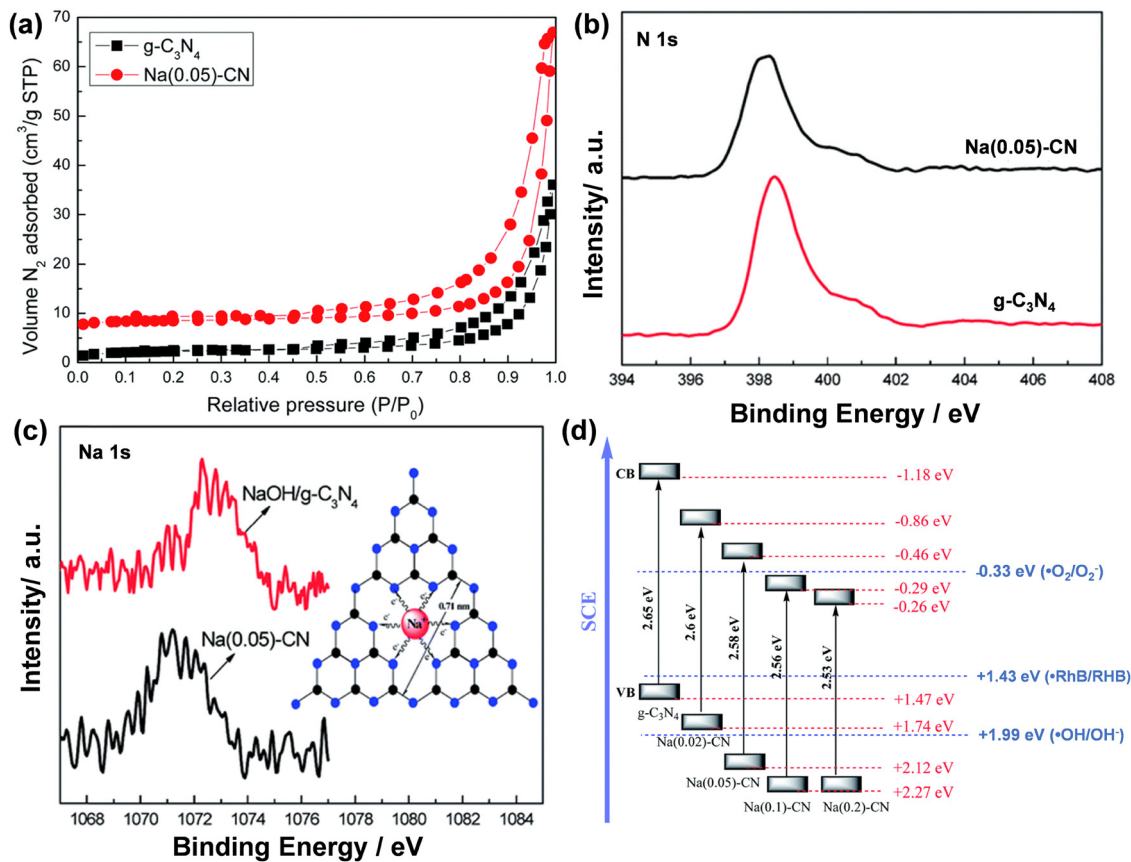 (a)
70
60
50
40
30
20
10
0
Volume N₂ adsorbed (cm³/g STP)
g-C₃N₄
Na(0.05)-CN
0.0 0.1 0.2 0.3 0.4 0.5 0.6 0.7 0.8 0.9 1.0
Relative pressure (P/P₀)
(b)
N 1s
Intensity/ a.u.
Na(0.05)-CN
g-C₃N₄
394 396 398 400 402 404 406 408
Binding Energy / eV
(c)
Na 1s
Intensity/ a.u.
NaOH/g-C₃N₄
Na(0.05)-CN
0.71 nm
e⁻
e⁻
e⁻
e⁻
e⁻
e⁻
Na⁺
1068 1070 1072 1074 1076 1078 1080 1082 1084
Binding Energy / eV
(d)
SCE
CB
-1.18 eV
-0.86 eV
-0.46 eV
-0.33 eV (•O₂/O₂⁻)
-0.29 eV
-0.26 eV
2.65 eV
2.6 eV
2.58 eV
2.56 eV
2.53 eV
+1.43 eV (•RhB/RHB)
VB
g-C₃N₄
+1.47 eV
Na(0.02)-CN
+1.74 eV
+1.99 eV (•OH/OH⁻)
Na(0.05)-CN
+2.12 eV
Na(0.1)-CN
Na(0.2)-CN
+2.27 eV